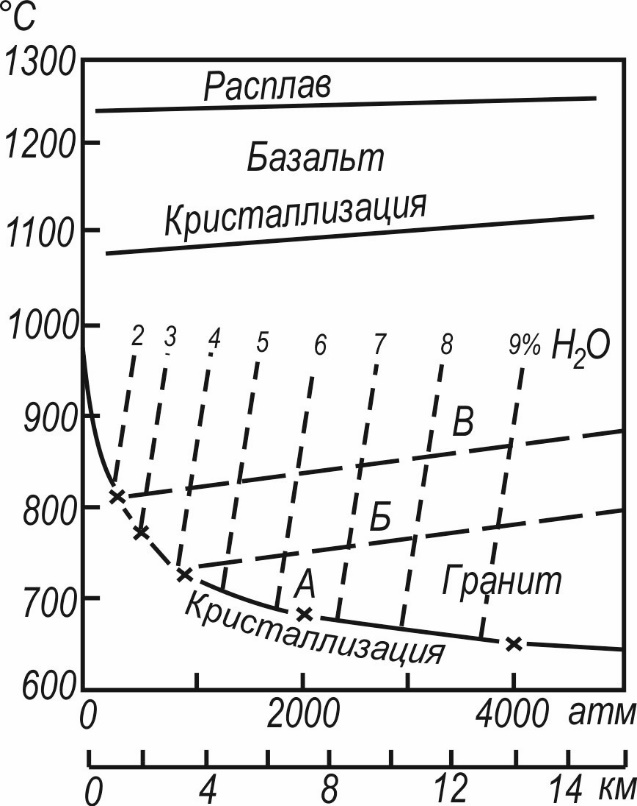 °С
1300
Расплав
1200
Базальт
Кристаллизация
1100
1000
2 3 4 5 6 7 8 9% H₂O
900
В
800
Б
А
Гранит
700
Кристаллизация
600
0 2000 4000 атм
0 4 8 12 14 км